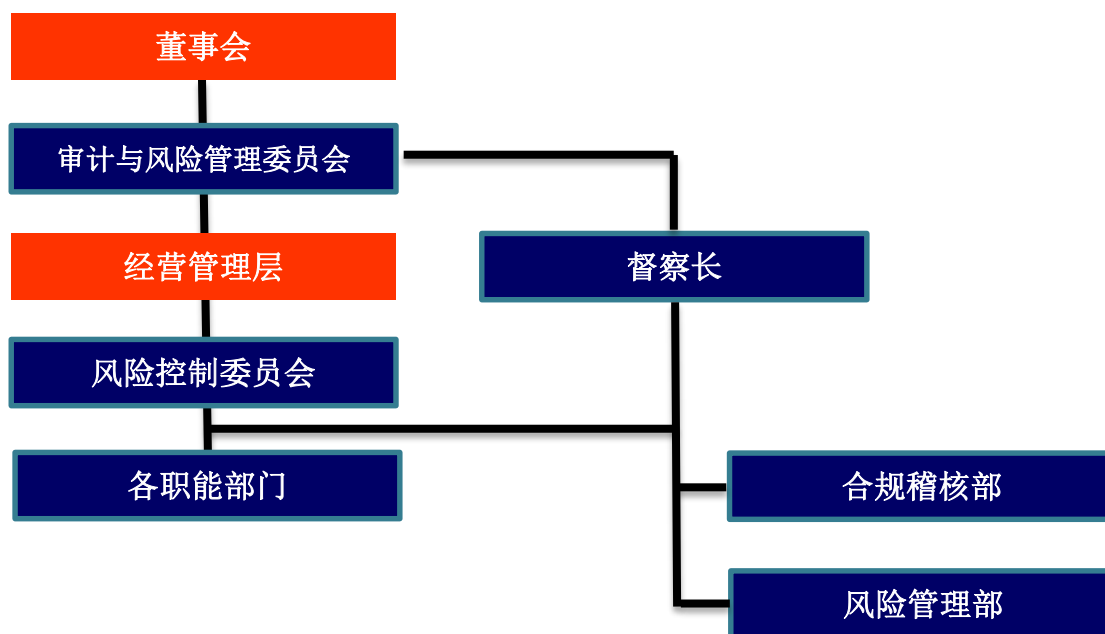 董事会
审计与风险管理委员会
经营管理层
督察长
风险控制委员会
各职能部门
合规稽核部
风险管理部